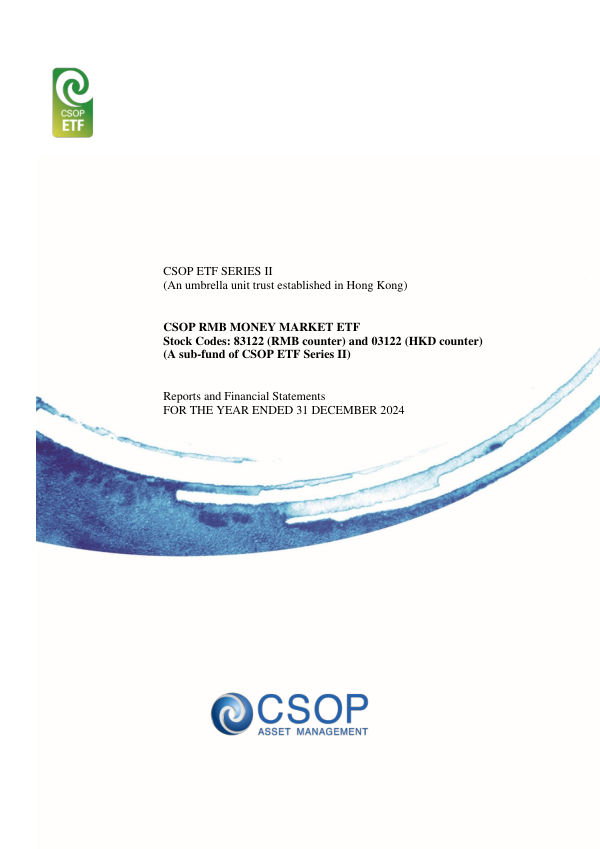 CSOP
ETF
CSOP ETF SERIES II
(An umbrella unit trust established in Hong Kong)
CSOP RMB MONEY MARKET ETF
Stock Codes: 83122 (RMB counter) and 03122 (HKD counter)
(A sub-fund of CSOP ETF Series II)
Reports and Financial Statements
FOR THE YEAR ENDED 31 DECEMBER 2024
CSOP
ASSET MANAGEMENT